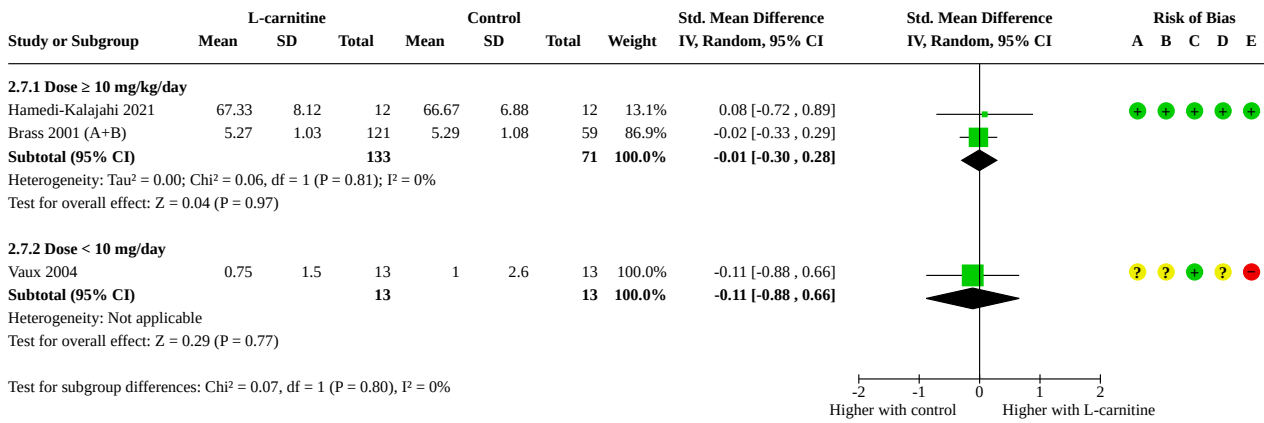 L-carnitine Control Std. Mean Difference Std. Mean Difference Risk of Bias
Study or Subgroup Mean SD Total Mean SD Total Weight IV, Random, 95% CI IV, Random, 95% CI A B C D E
2.7.1 Dose ≥ 10 mg/kg/day
Hamedi-Kalajahi 2021 67.33 8.12 12 66.67 6.88 12 13.1% 0.08 [-0.72 , 0.89] + + + + +
Brass 2001 (A+B) 5.27 1.03 121 5.29 1.08 59 86.9% -0.02 [-0.33 , 0.29]
Subtotal (95% CI) 133 71 100.0% -0.01 [-0.30 , 0.28]
Heterogeneity: Tau² = 0.00; Chi² = 0.06, df = 1 (P = 0.81); I² = 0%
Test for overall effect: Z = 0.04 (P = 0.97)
2.7.2 Dose < 10 mg/day
Vaux 2004 0.75 1.5 13 1 2.6 13 100.0% -0.11 [-0.88 , 0.66] ? ? + ? −
Subtotal (95% CI) 13 13 100.0% -0.11 [-0.88 , 0.66]
Heterogeneity: Not applicable
Test for overall effect: Z = 0.29 (P = 0.77)
Test for subgroup differences: Chi² = 0.07, df = 1 (P = 0.80), I² = 0%
-2 -1 0 1 2
Higher with control Higher with L-carnitine